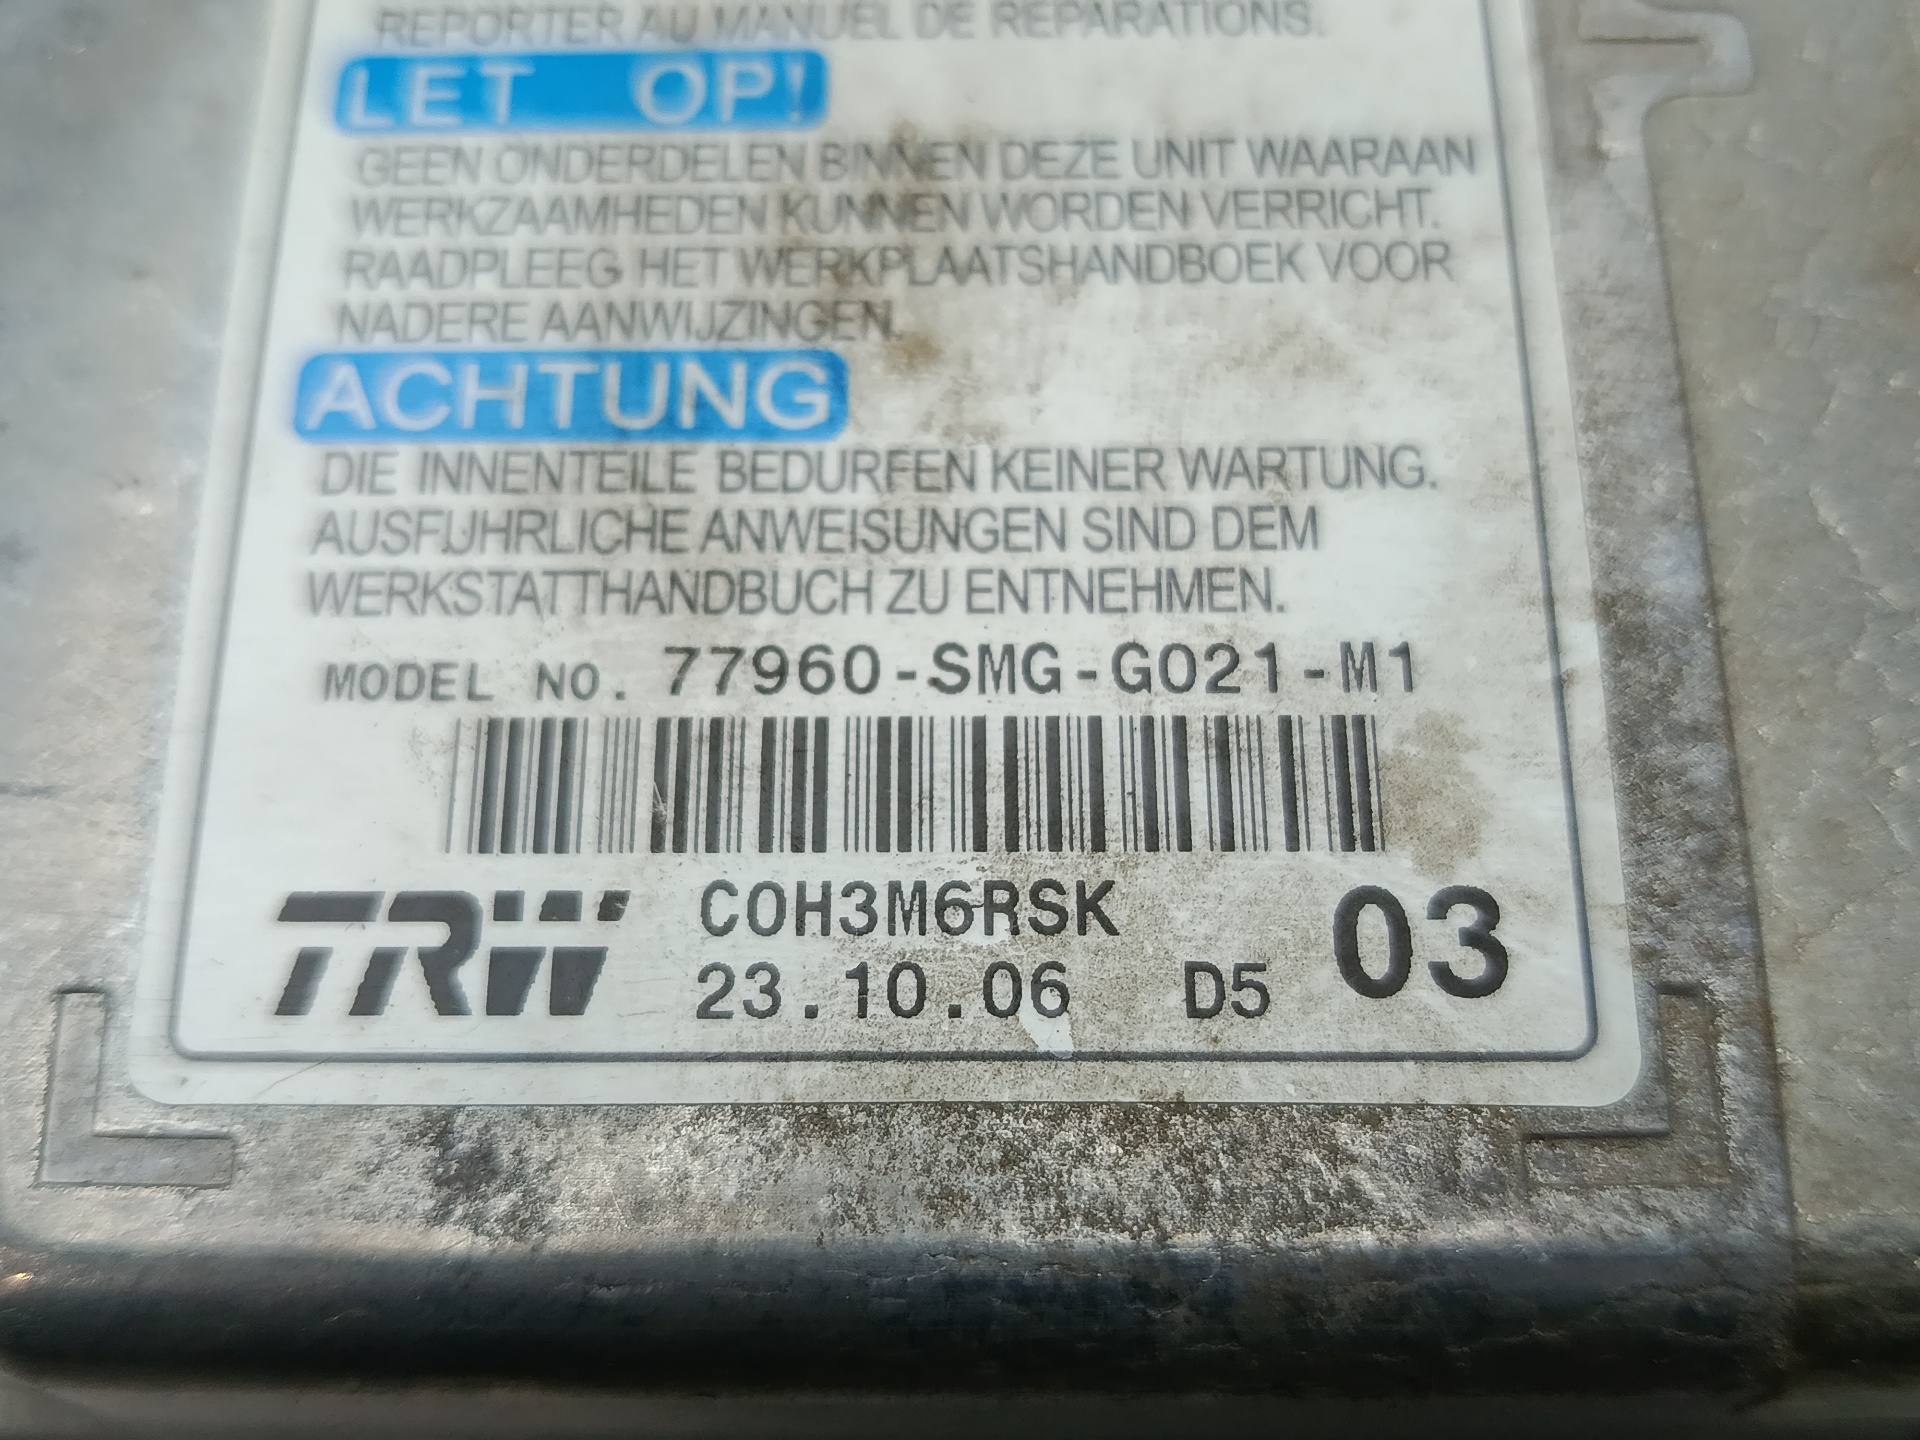 REPORTER AU MANUEL DE REPARATIONS.
LET OP!
GEEN ONDERDELEN BINNEN DEZE UNIT WAARAAN
WERKZAAMHEDEN KUNNEN WORDEN VERRICHT.
RAADPLEEG HET WERKPLAATSHANDBOEK VOOR
NADERE AANWIJZINGEN.
ACHTUNG
DIE INNENTEILE BEDURFEN KEINER WARTUNG.
AUSFUHRLICHE ANWEISUNGEN SIND DEM
WERKSTATTHANDBUCH ZU ENTNEHMEN.
MODEL NO. 77960-SMG-G021-M1
TRW C0H3M6RSK 03
23.10.06 D5